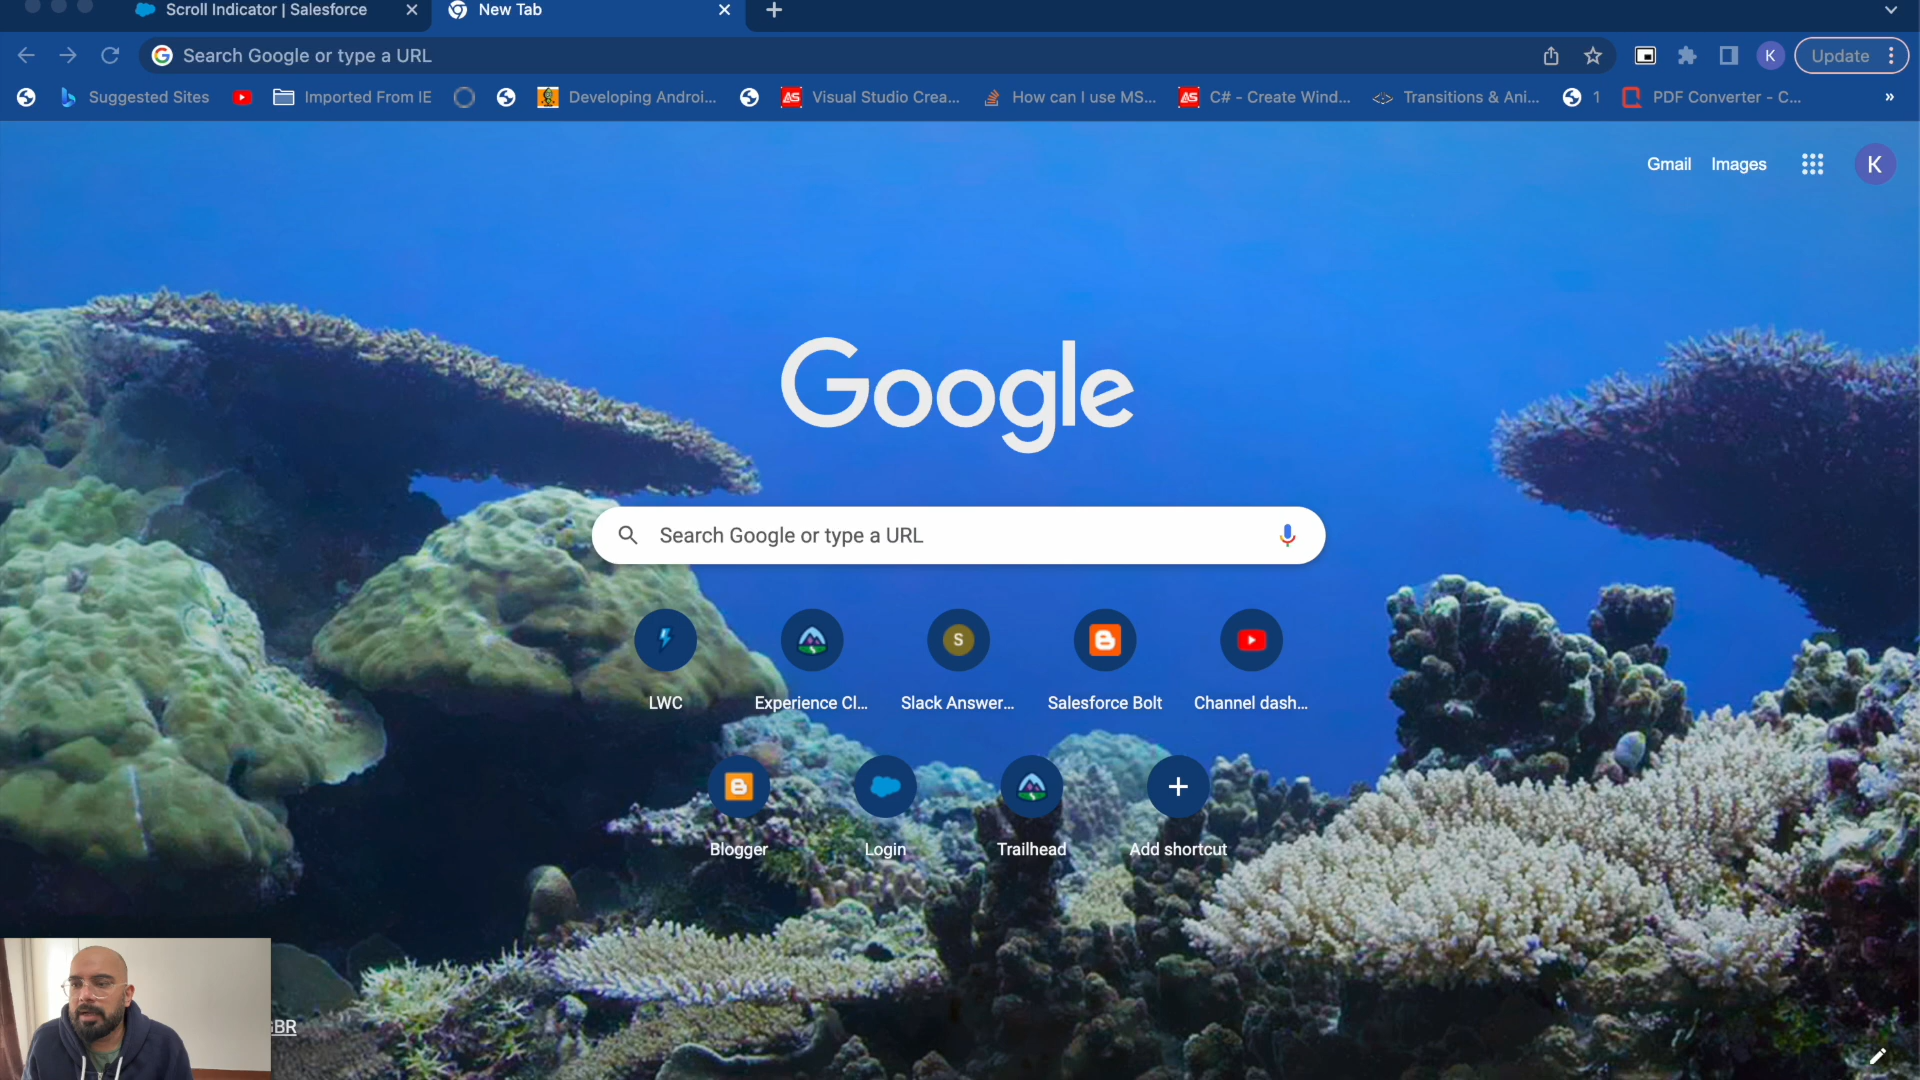 Scroll Indicator | Salesforce
New Tab
Search Google or type a URL
K
Update
Suggested Sites
Imported From IE
Developing Androi...
Visual Studio Crea...
How can I use MS...
C# - Create Wind...
Transitions & Ani...
1
PDF Converter - C...
»
Gmail
Images
K
Google
Search Google or type a URL
S
LWC
Experience Cl...
Slack Answer...
Salesforce Bolt
Channel dash...
Blogger
Login
Trailhead
Add shortcut
GBR